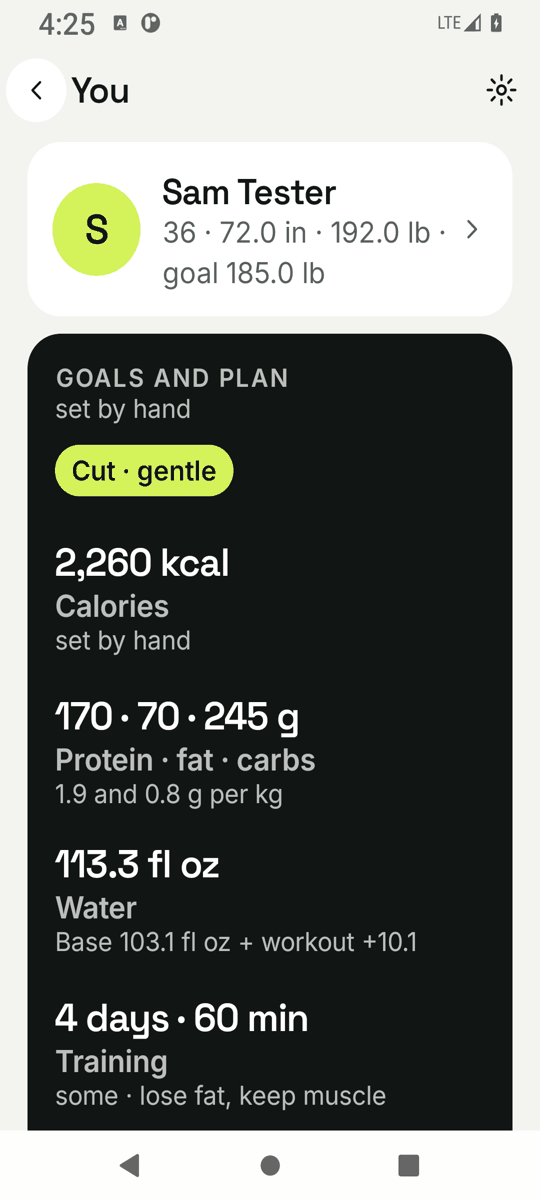 4:25
LTE
You
S
Sam Tester
36 · 72.0 in · 192.0 lb ·
goal 185.0 lb
GOALS AND PLAN
set by hand
Cut · gentle
2,260 kcal
Calories
set by hand
170 · 70 · 245 g
Protein · fat · carbs
1.9 and 0.8 g per kg
113.3 fl oz
Water
Base 103.1 fl oz + workout +10.1
4 days · 60 min
Training
some · lose fat, keep muscle